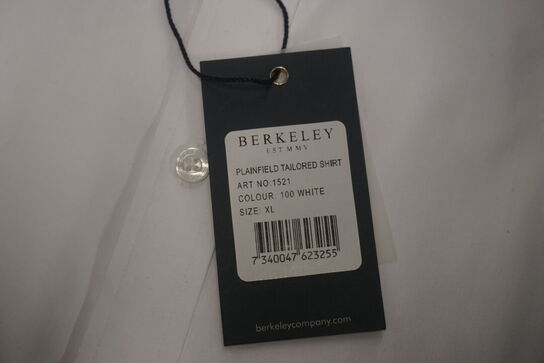 BERKELEY
EST MMV
PLAINFIELD TAILORED SHIRT
ART NO:1521
COLOUR: 100 WHITE
SIZE: XL
7 340047 623255
berkeleycompany.com